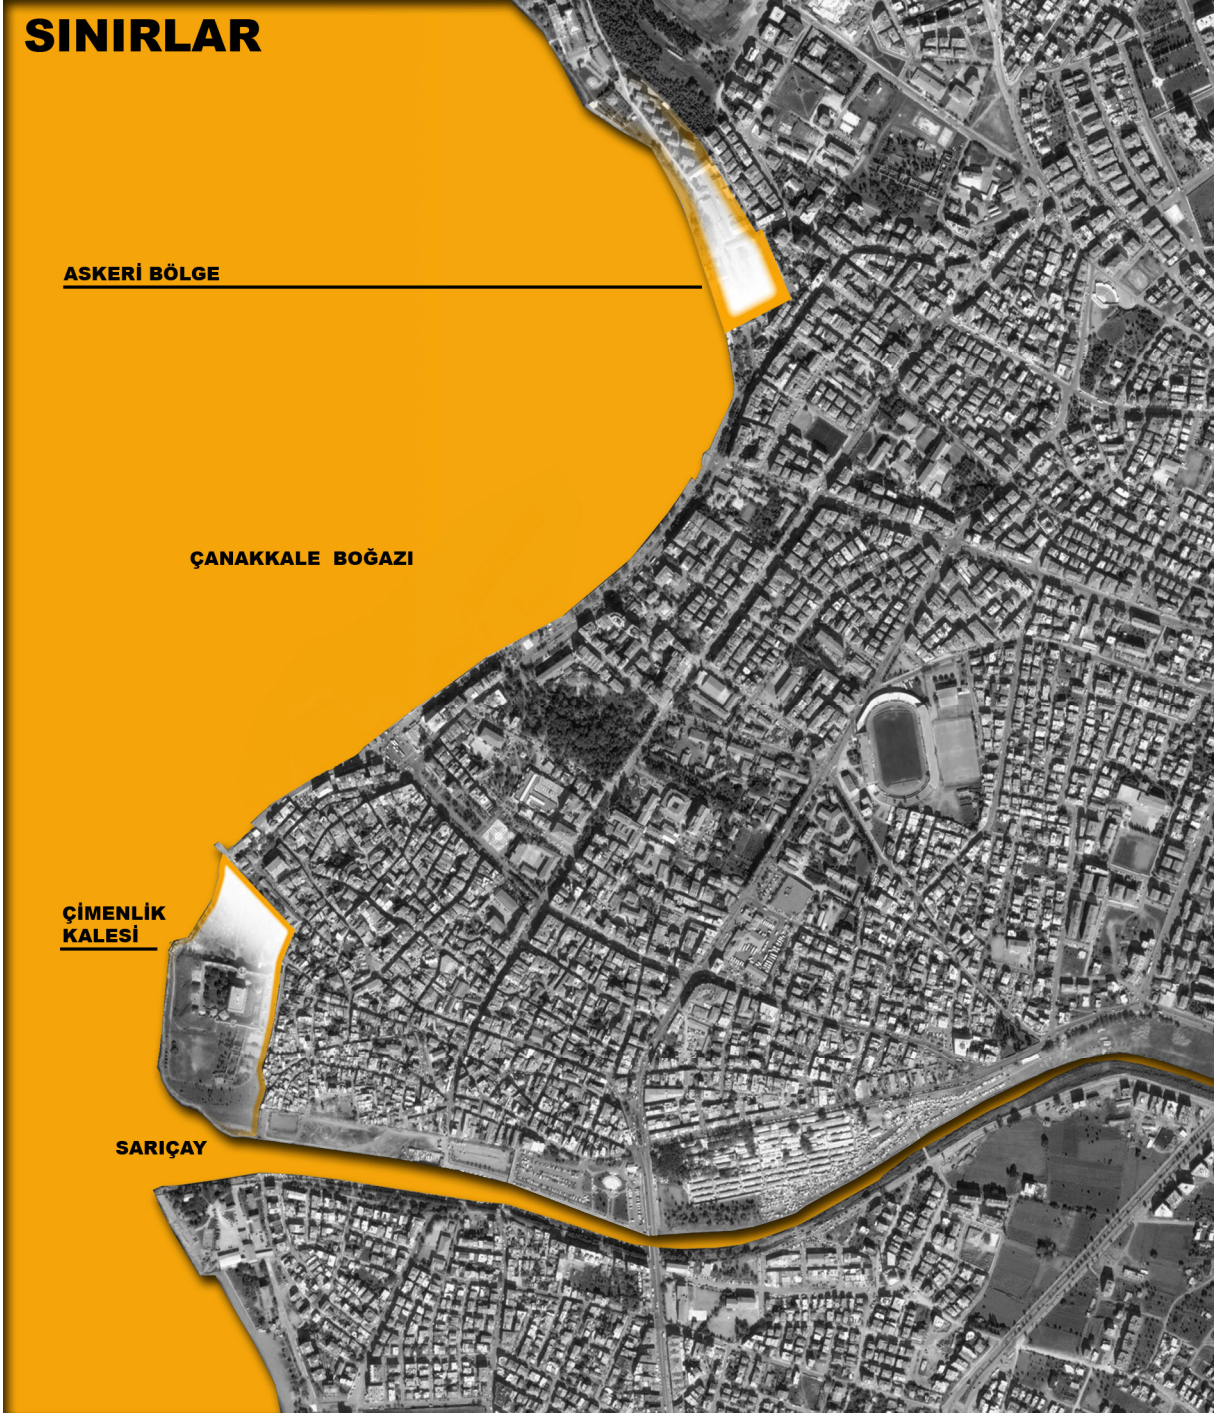 SINIRLAR
ASKERİ BÖLGE
ÇANAKKALE BOĞAZI
ÇİMENLİK
KALESİ
SARIÇAY